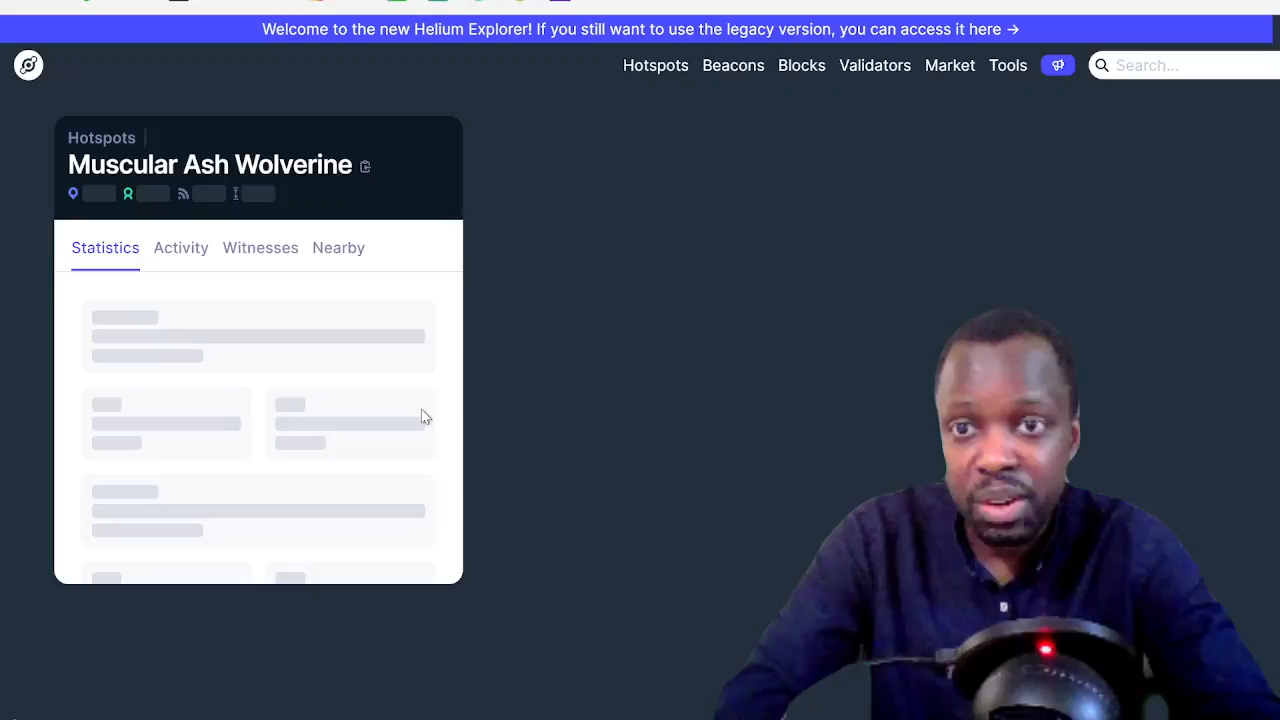 Welcome to the new Helium Explorer! If you still want to use the legacy version, you can access it here →
Hotspots Beacons Blocks Validators Market Tools Search...
Hotspots
Muscular Ash Wolverine
Statistics Activity Witnesses Nearby